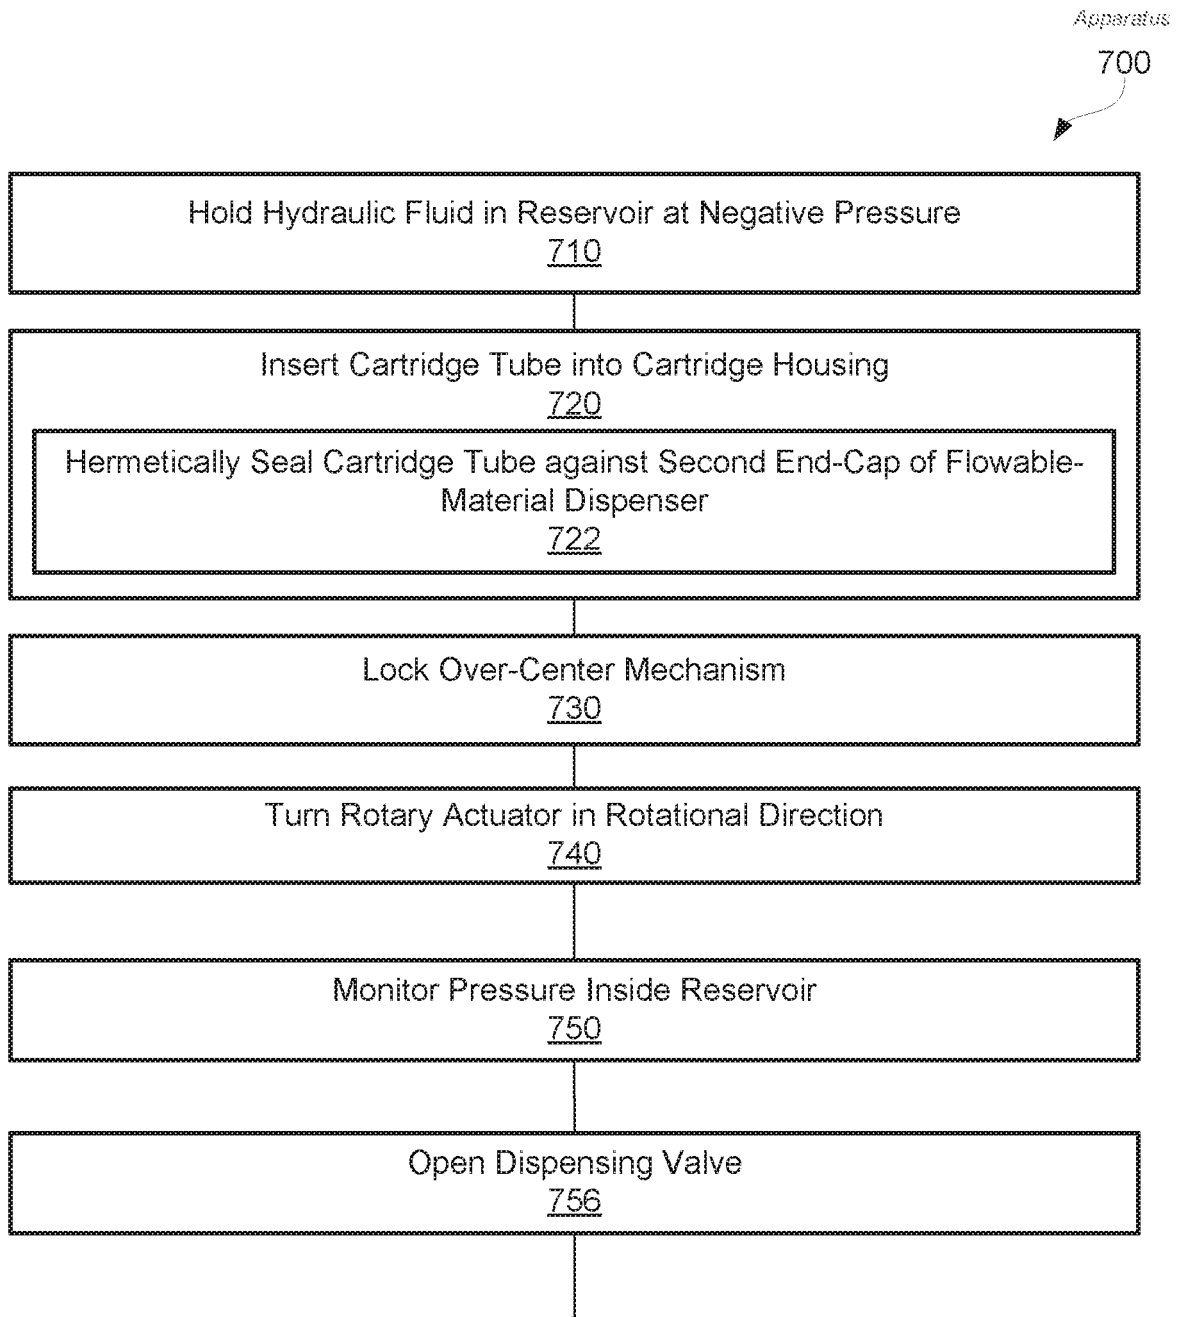 Apparatus
700
Hold Hydraulic Fluid in Reservoir at Negative Pressure
710
Insert Cartridge Tube into Cartridge Housing
720
Hermetically Seal Cartridge Tube against Second End-Cap of Flowable-
Material Dispenser
722
Lock Over-Center Mechanism
730
Turn Rotary Actuator in Rotational Direction
740
Monitor Pressure Inside Reservoir
750
Open Dispensing Valve
756